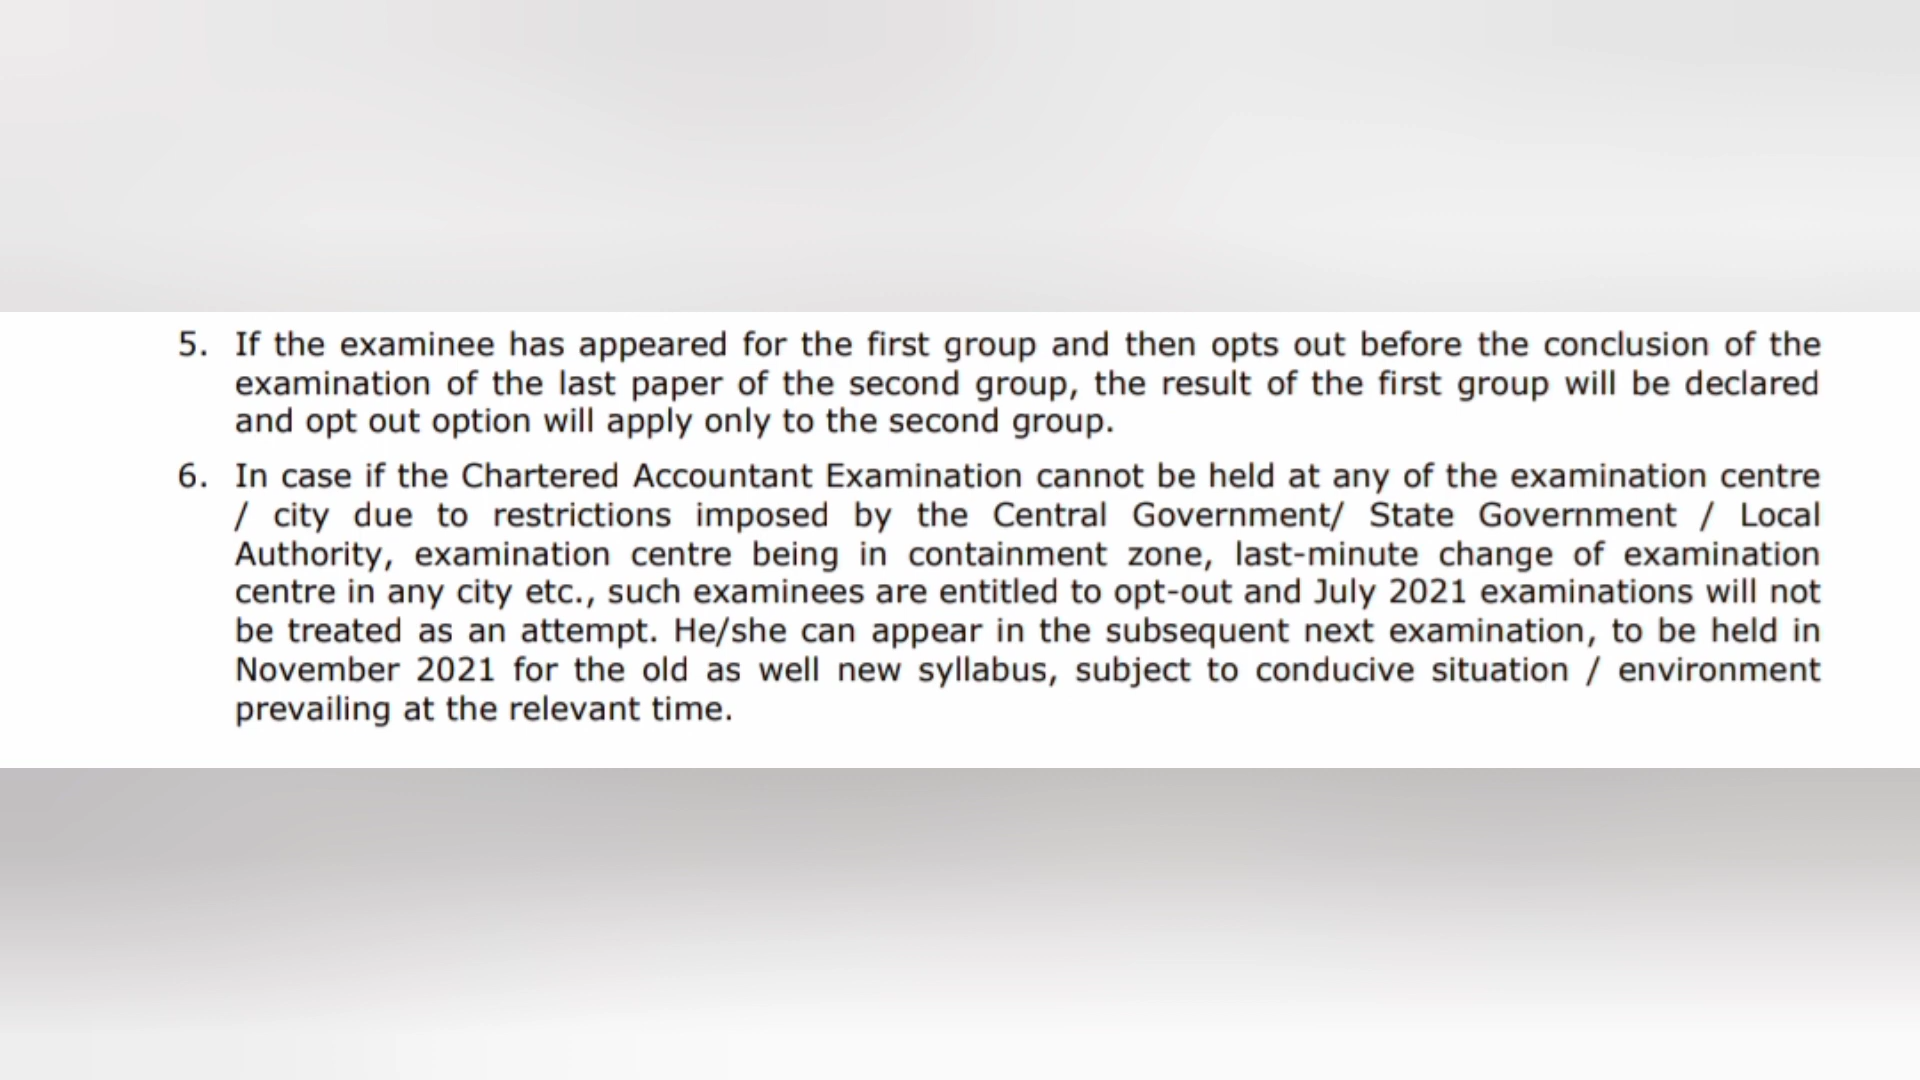 5. If the examinee has appeared for the first group and then opts out before the conclusion of the
examination of the last paper of the second group, the result of the first group will be declared
and opt out option will apply only to the second group.
6. In case if the Chartered Accountant Examination cannot be held at any of the examination centre
/ city due to restrictions imposed by the Central Government/ State Government / Local
Authority, examination centre being in containment zone, last-minute change of examination
centre in any city etc., such examinees are entitled to opt-out and July 2021 examinations will not
be treated as an attempt. He/she can appear in the subsequent next examination, to be held in
November 2021 for the old as well new syllabus, subject to conducive situation / environment
prevailing at the relevant time.